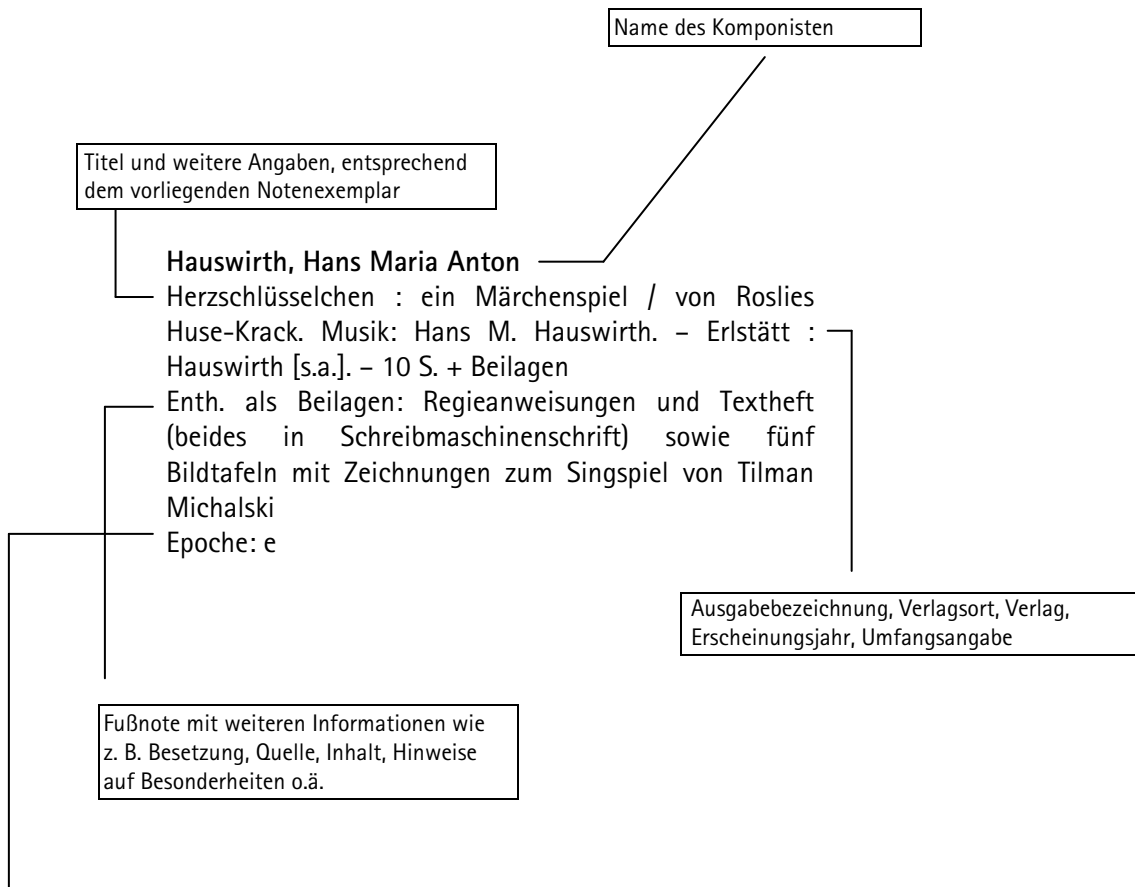 Name des Komponisten
Titel und weitere Angaben, entsprechend
dem vorliegenden Notenexemplar
Hauswirth, Hans Maria Anton
Herzschlüsselchen : ein Märchenspiel / von Roslies
Huse-Krack. Musik: Hans M. Hauswirth. – Erlstätt :
Hauswirth [s.a.]. – 10 S. + Beilagen
Enth. als Beilagen: Regieanweisungen und Textheft
(beides in Schreibmaschinenschrift) sowie fünf
Bildtafeln mit Zeichnungen zum Singspiel von Tilman
Michalski
Epoche: e
Ausgabebezeichnung, Verlagsort, Verlag,
Erscheinungsjahr, Umfangsangabe
Fußnote mit weiteren Informationen wie
z. B. Besetzung, Quelle, Inhalt, Hinweise
auf Besonderheiten o.ä.